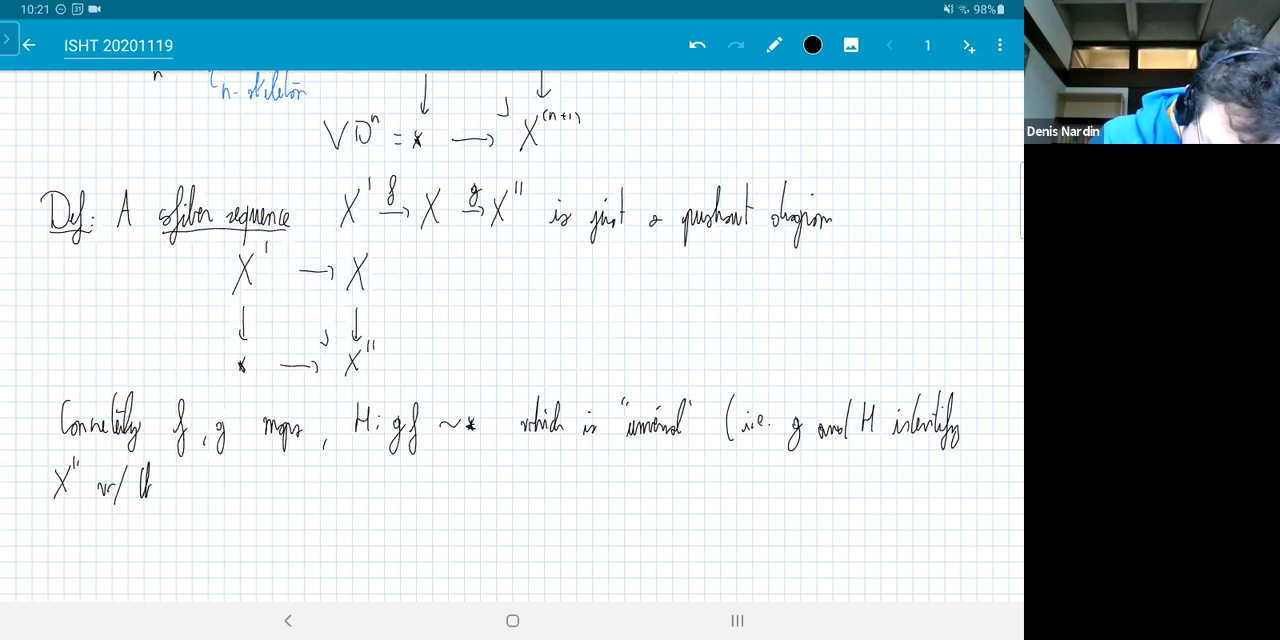 10:21 98%
ISHT 20201119 1
n n-skeleton
VD^n = * → X^(n+1)
Denis Nardin
Def: A cofiber sequence X' f→ X g→ X'' is just a pushout diagram
X' → X
↓ ↓
* → X''
Concretely f, g maps, H: gf ~ * which is "universal" (i.e. g and H identify
X'' w/